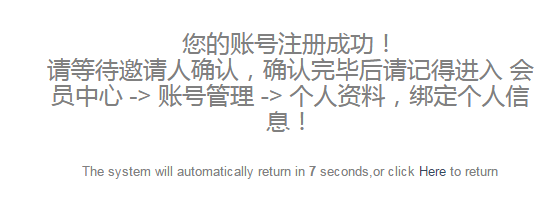 您的账号注册成功！
请等待邀请人确认，确认完毕后请记得进入 会
员中心 -> 账号管理 -> 个人资料，绑定个人信
息！
The system will automatically return in 7 seconds,or click Here to return